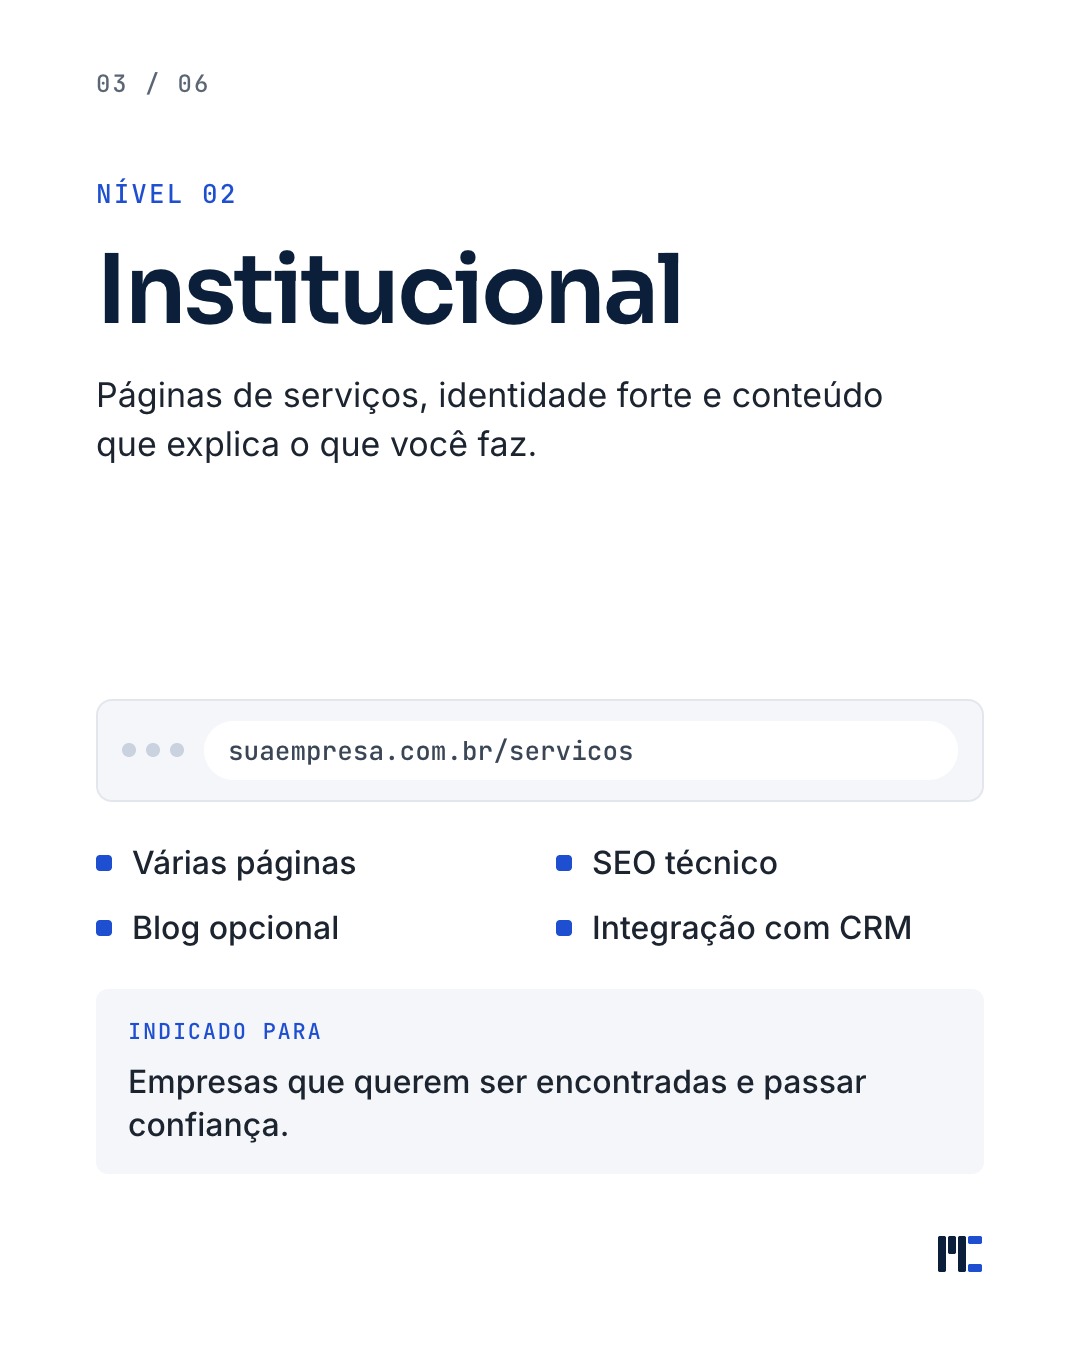 03 / 06
NÍVEL 02
Institucional
Páginas de serviços, identidade forte e conteúdo
que explica o que você faz.
suaempresa.com.br/servicos
Várias páginas
SEO técnico
Blog opcional
Integração com CRM
INDICADO PARA
Empresas que querem ser encontradas e passar
confiança.
MC